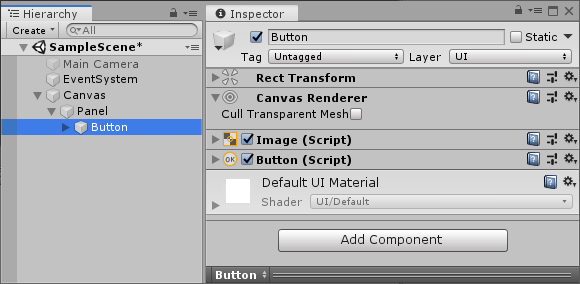 Hierarchy
Create
All
SampleScene*
Main Camera
EventSystem
Canvas
Panel
Button
Inspector
Button
Static
Tag Untagged Layer UI
Rect Transform
Canvas Renderer
Cull Transparent Mesh
Image (Script)
OK Button (Script)
Default UI Material
Shader UI/Default
Add Component
Button